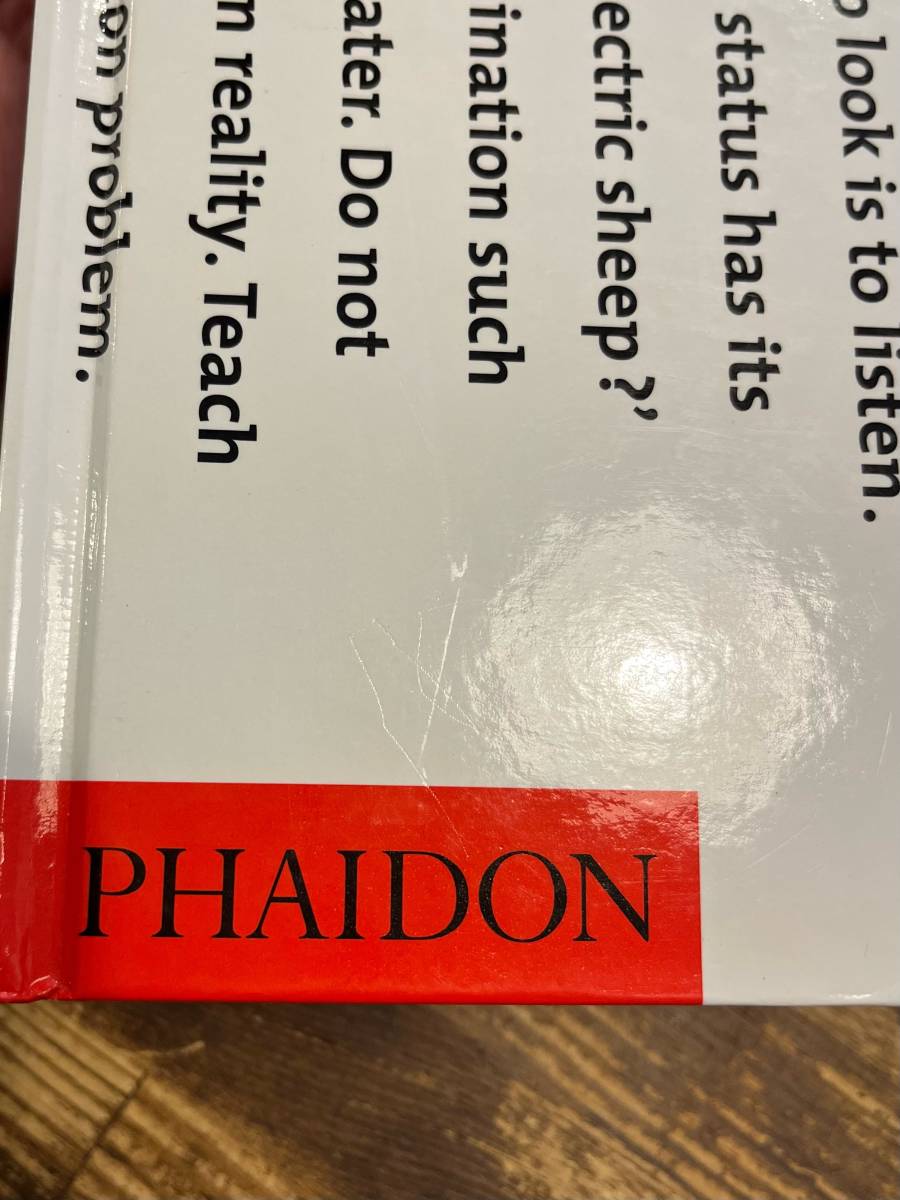 o look is to listen.
status has its
ectric sheep ?’
ination such
ater. Do not
n reality. Teach
on problem.
PHAIDON